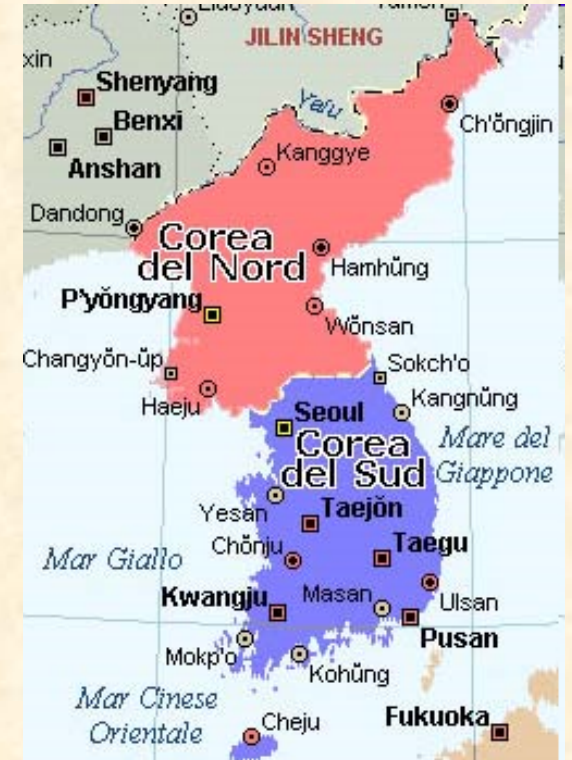 JILIN SHENG
Shenyang
Benxi
Anshan
Yalu
Ch'ŏngjin
Kanggye
Dandong
Corea
del Nord
Hamhŭng
P'yŏngyang
Wŏnsan
Changyŏn-ŭp
Sokch'o
Haeju
Kangnŭng
Seoul
Mare del
Giappone
Corea
del Sud
Yesan
Taejŏn
Chŏnju
Taegu
Mar Giallo
Kwangju
Masan
Ulsan
Pusan
Mokp'o
Kohŭng
Mar Cinese
Orientale
Cheju
Fukuoka